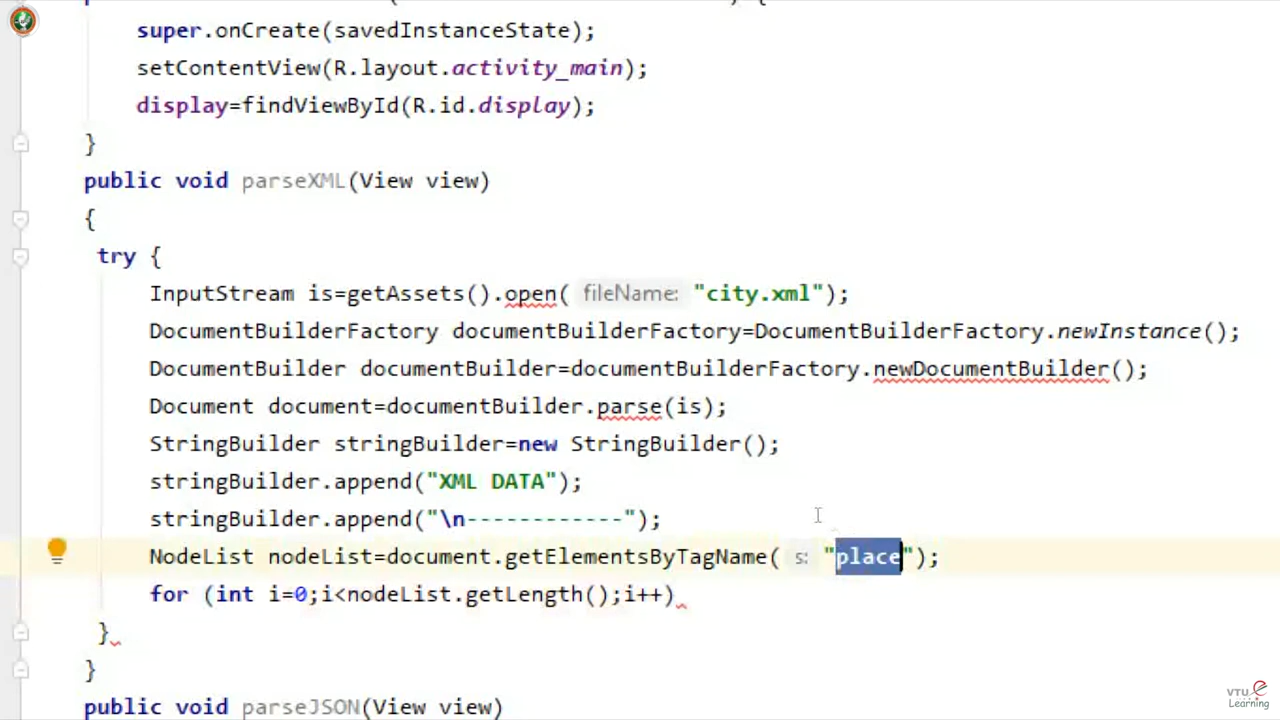 super.onCreate(savedInstanceState);
setContentView(R.layout.activity_main);
display=findViewById(R.id.display);
}
public void parseXML(View view)
{
try {
InputStream is=getAssets().open( fileName: "city.xml");
DocumentBuilderFactory documentBuilderFactory=DocumentBuilderFactory.newInstance();
DocumentBuilder documentBuilder=documentBuilderFactory.newDocumentBuilder();
Document document=documentBuilder.parse(is);
StringBuilder stringBuilder=new StringBuilder();
stringBuilder.append("XML DATA");
stringBuilder.append("\n------------");
NodeList nodeList=document.getElementsByTagName( s: "place");
for (int i=0;i<nodeList.getLength();i++)
}
}
public void parseJSON(View view)
VTU e
Learning